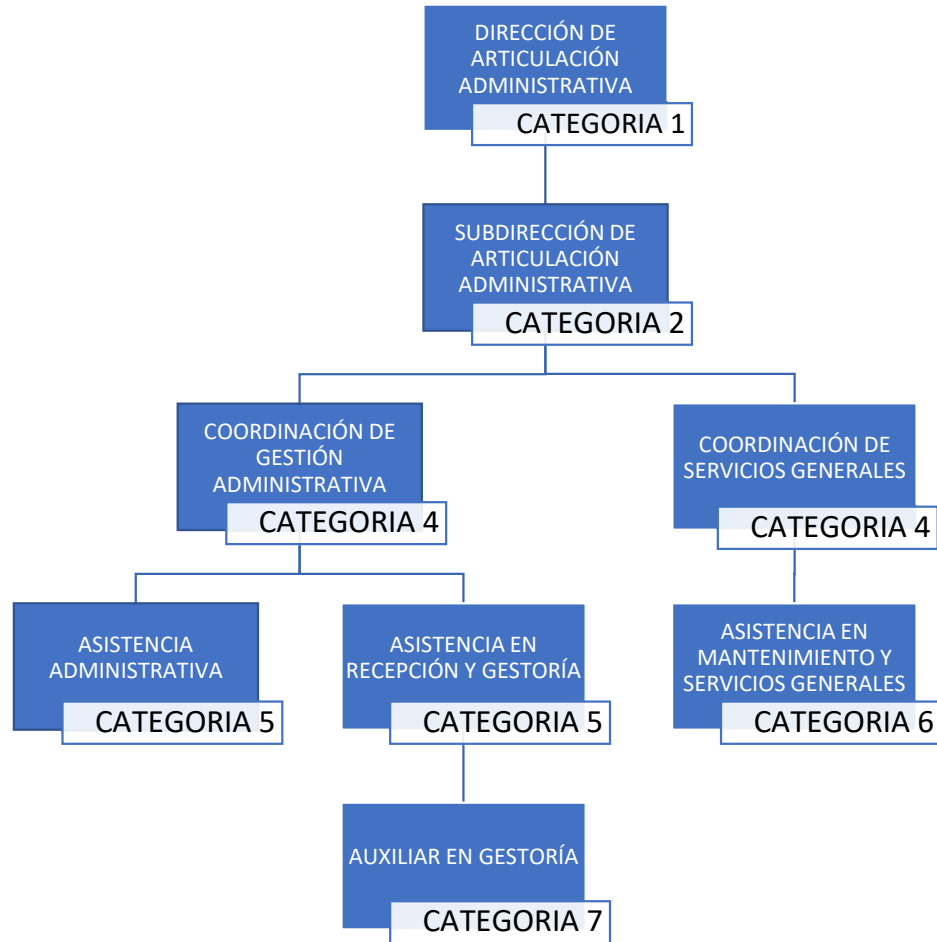 DIRECCIÓN DE
ARTICULACIÓN
ADMINISTRATIVA
CATEGORIA 1
SUBDIRECCIÓN DE
ARTICULACIÓN
ADMINISTRATIVA
CATEGORIA 2
COORDINACIÓN DE
GESTIÓN
ADMINISTRATIVA
CATEGORIA 4
COORDINACIÓN DE
SERVICIOS GENERALES
CATEGORIA 4
ASISTENCIA
ADMINISTRATIVA
CATEGORIA 5
ASISTENCIA EN
RECEPCIÓN Y GESTORÍA
CATEGORIA 5
ASISTENCIA EN
MANTENIMIENTO Y
SERVICIOS GENERALES
CATEGORIA 6
AUXILIAR EN GESTORÍA
CATEGORIA 7